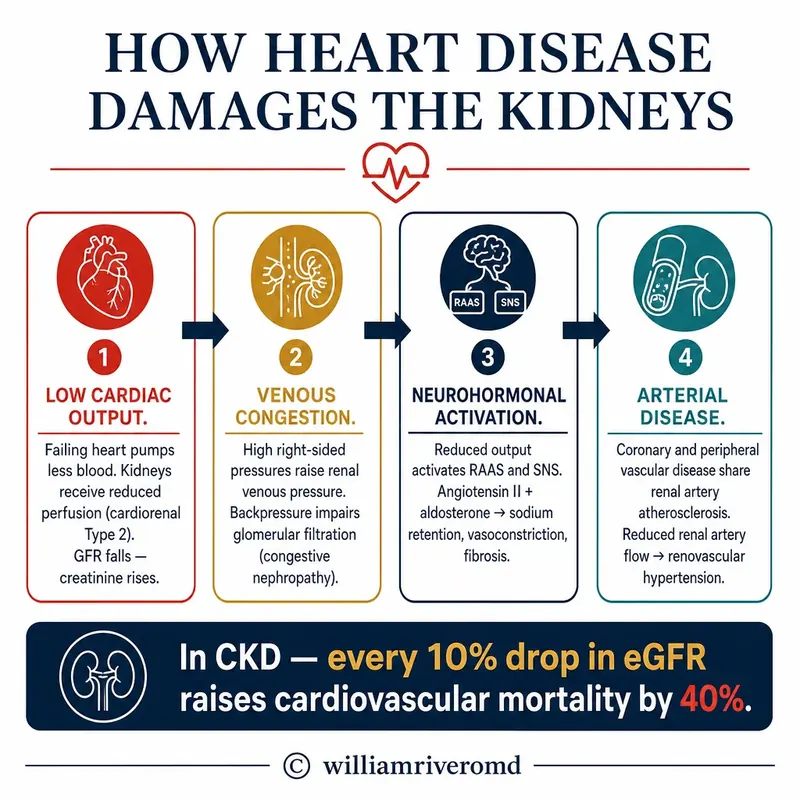 HOW HEART DISEASE
DAMAGES THE KIDNEYS
1
LOW CARDIAC
OUTPUT.
Failing heart pumps
less blood. Kidneys
receive reduced
perfusion (cardiorenal
Type 2).
GFR falls —
creatinine rises.
2
VENOUS
CONGESTION.
High right-sided
pressures raise renal
venous pressure.
Backpressure impairs
glomerular filtration
(congestive
nephropathy).
RAAS
SNS
3
NEUROHORMONAL
ACTIVATION.
Reduced output
activates RAAS and SNS.
Angiotensin II +
aldosterone → sodium
retention, vasoconstriction,
fibrosis.
4
ARTERIAL
DISEASE.
Coronary and peripheral
vascular disease share
renal artery
atherosclerosis.
Reduced renal artery
flow → renovascular
hypertension.
In CKD — every 10% drop in eGFR
raises cardiovascular mortality by 40%.
© williamriveromd